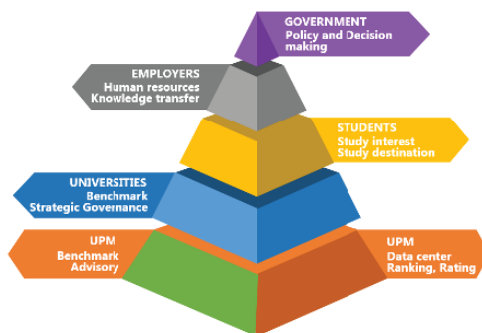 GOVERNMENT
Policy and Decision
making
EMPLOYERS
Human resources
Knowledge transfer
STUDENTS
Study interest
Study destination
UNIVERSITIES
Benchmark
Strategic Governance
UPM
Benchmark
Advisory
UPM
Data center
Ranking, Rating